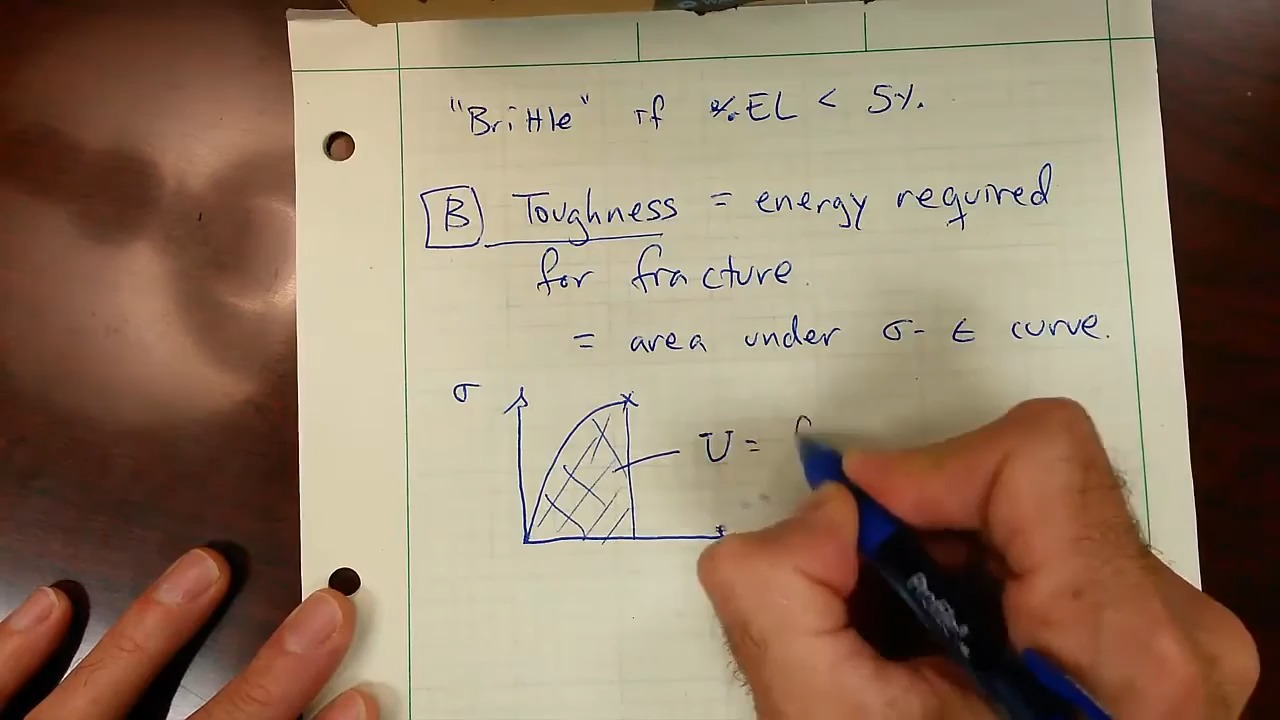 "Brittle" if %EL < 5%.
B Toughness = energy required
for fracture.
= area under σ-ε curve.
σ
U =